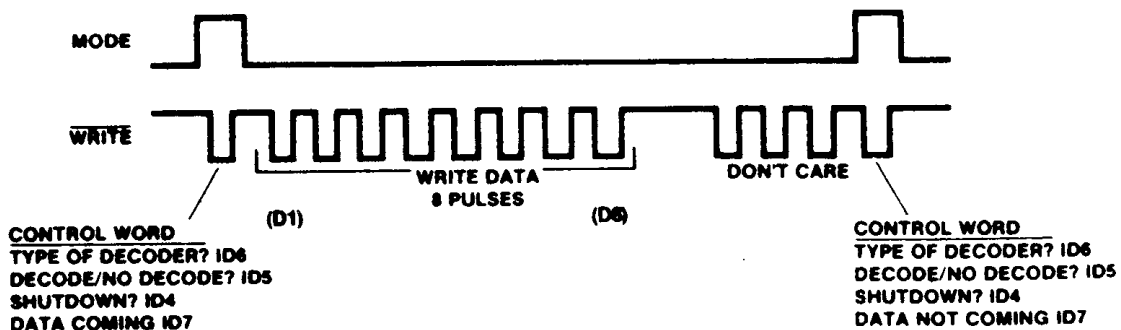 MODE
WRITE
WRITE DATA
8 PULSES
DON'T CARE
(D1)
CONTROL WORD
TYPE OF DECODER? ID6
DECODE/NO DECODE? ID5
SHUTDOWN? ID4
DATA COMING ID7
CONTROL WORD
TYPE OF DECODER? ID6
DECODE/NO DECODE? ID5
SHUTDOWN? ID4
DATA NOT COMING ID7